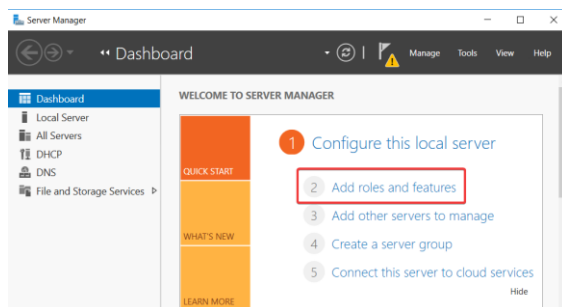 Server Manager
Dashboard
Manage Tools View Help
Dashboard
Local Server
All Servers
DHCP
DNS
File and Storage Services
WELCOME TO SERVER MANAGER
QUICK START
WHAT'S NEW
LEARN MORE
1 Configure this local server
2 Add roles and features
3 Add other servers to manage
4 Create a server group
5 Connect this server to cloud services
Hide